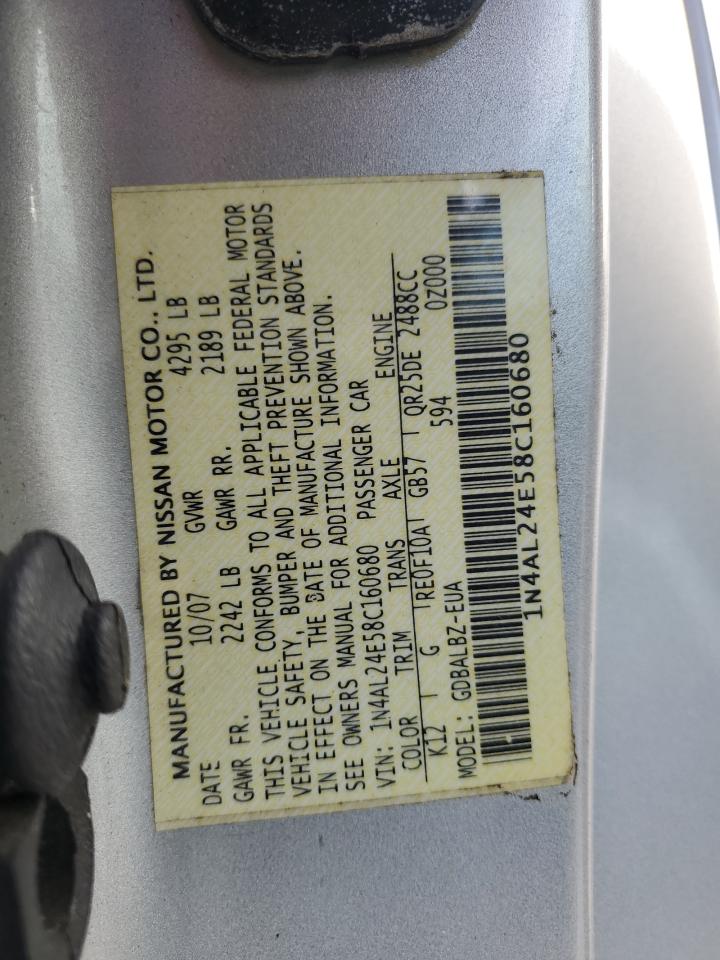 MANUFACTURED BY NISSAN MOTOR CO., LTD.
DATE 10/07 GVWR 4295 LB
GAWR FR. 2242 LB GAWR RR. 2189 LB
THIS VEHICLE CONFORMS TO ALL APPLICABLE FEDERAL MOTOR
VEHICLE SAFETY, BUMPER AND THEFT PREVENTION STANDARDS
IN EFFECT ON THE DATE OF MANUFACTURE SHOWN ABOVE.
SEE OWNERS MANUAL FOR ADDITIONAL INFORMATION.
VIN: 1N4AL24E58C160680 PASSENGER CAR
COLOR TRIM TRANS AXLE ENGINE
K12 G RE0F10A GB57 QR25DE 2488CC
MODEL: GDBALBZ-EUA 594 0Z000
1N4AL24E58C160680